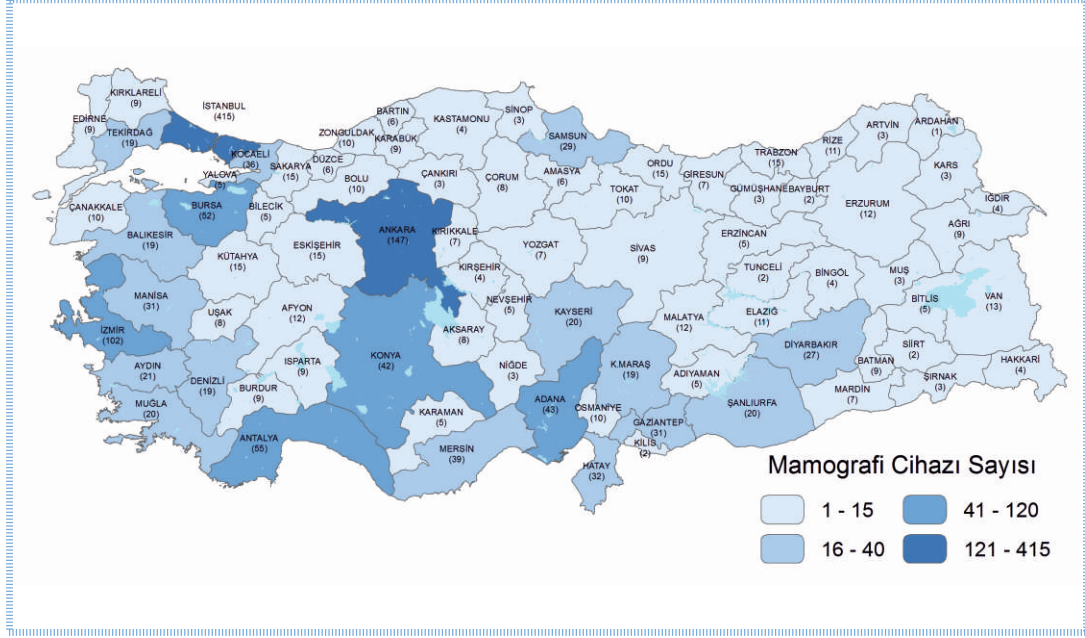 KIRKLARELİ
(9)
İSTANBUL
(415)
EDİRNE
(9)
TEKİRDAĞ
(19)
KOCAELİ
(36)
YALOVA
(5)
SAKARYA
(15)
DÜZCE
(6)
ZONGULDAK
(10)
BARTIN
(6)
KARABÜK
(9)
KASTAMONU
(4)
SİNOP
(3)
SAMSUN
(29)
BOLU
(10)
ÇANKIRI
(3)
ÇORUM
(8)
AMASYA
(6)
TOKAT
(10)
ORDU
(15)
GİRESUN
(7)
TRABZON
(15)
GÜMÜŞHANE
(3)
BAYBURT
(2)
RİZE
(11)
ARTVİN
(3)
ARDAHAN
(1)
KARS
(3)
IĞDIR
(4)
AĞRI
(9)
ERZURUM
(12)
ERZİNCAN
(5)
ÇANAKKALE
(10)
BURSA
(52)
BİLECİK
(5)
BALIKESİR
(19)
KÜTAHYA
(15)
ESKİŞEHİR
(15)
ANKARA
(147)
KIRIKKALE
(7)
YOZGAT
(7)
SİVAS
(9)
TUNCELİ
(2)
BİNGÖL
(4)
MUŞ
(3)
BİTLİS
(5)
VAN
(13)
KIRŞEHİR
(4)
NEVŞEHİR
(5)
KAYSERİ
(20)
MALATYA
(12)
ELAZIĞ
(11)
MANİSA
(31)
UŞAK
(8)
AFYON
(12)
AKSARAY
(8)
İZMİR
(102)
AYDIN
(21)
DENİZLİ
(19)
ISPARTA
(9)
BURDUR
(9)
KONYA
(42)
NİĞDE
(3)
K.MARAŞ
(19)
ADIYAMAN
(5)
DİYARBAKIR
(27)
BATMAN
(9)
SİİRT
(2)
ŞIRNAK
(3)
HAKKARİ
(4)
MARDİN
(7)
ŞANLIURFA
(20)
MUĞLA
(20)
ANTALYA
(55)
KARAMAN
(5)
MERSİN
(39)
ADANA
(43)
OSMANİYE
(10)
GAZİANTEP
(31)
KİLİS
(2)
HATAY
(32)
Mamografi Cihazı Sayısı
1 - 15
41 - 120
16 - 40
121 - 415